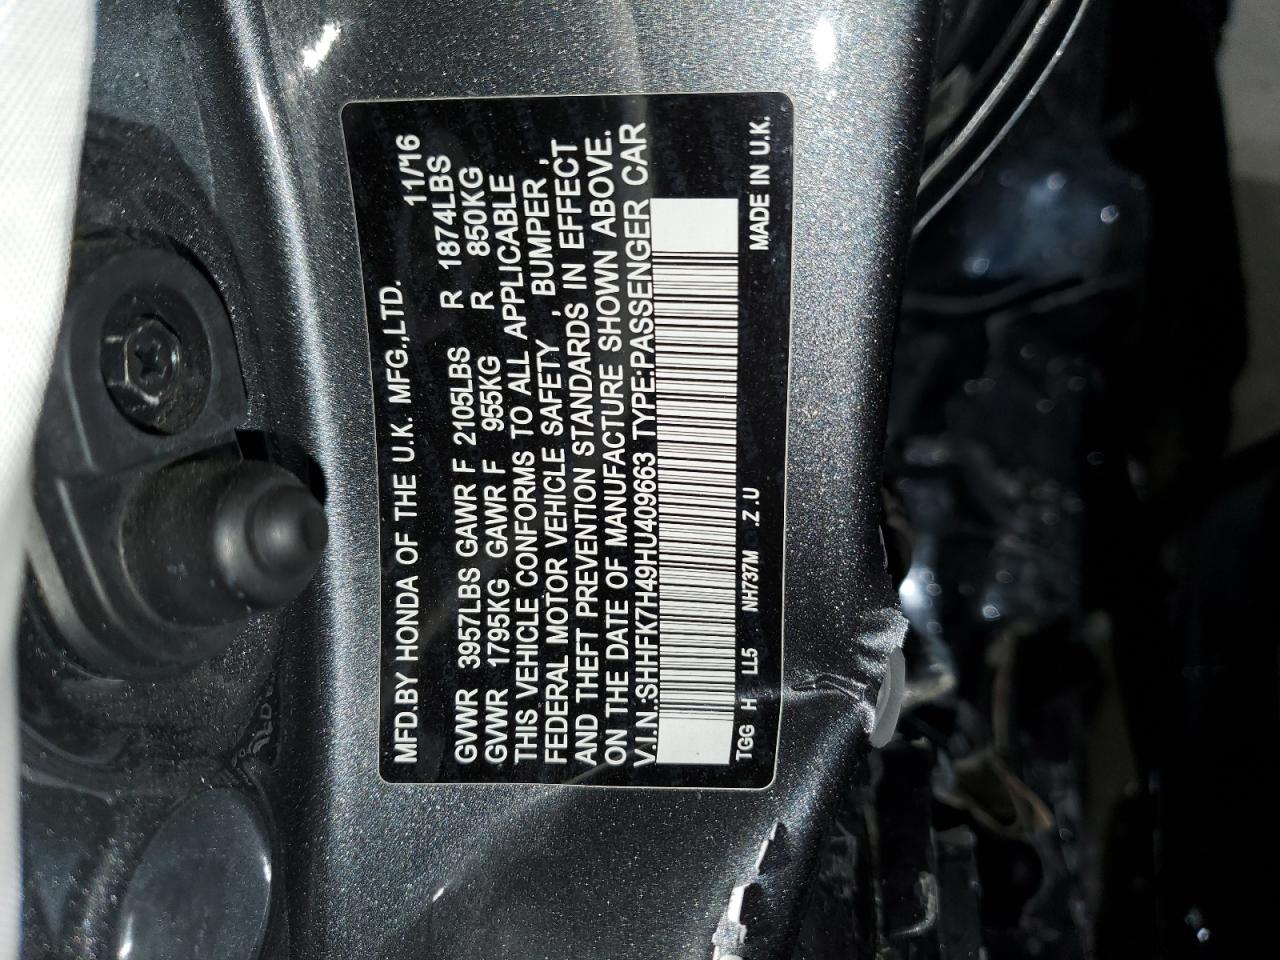 MFD.BY HONDA OF THE U.K. MFG.,LTD. 11/16
GVWR 3957LBS GAWR F 2105LBS R 1874LBS
GVWR 1795KG GAWR F 955KG R 850KG
THIS VEHICLE CONFORMS TO ALL APPLICABLE
FEDERAL MOTOR VEHICLE SAFETY , BUMPER ,
AND THEFT PREVENTION STANDARDS IN EFFECT
ON THE DATE OF MANUFACTURE SHOWN ABOVE.
V.I.N.SHHFK7H49HU409663 TYPE:PASSENGER CAR
TGG H LL5 NH737M .Z.U MADE IN U.K.